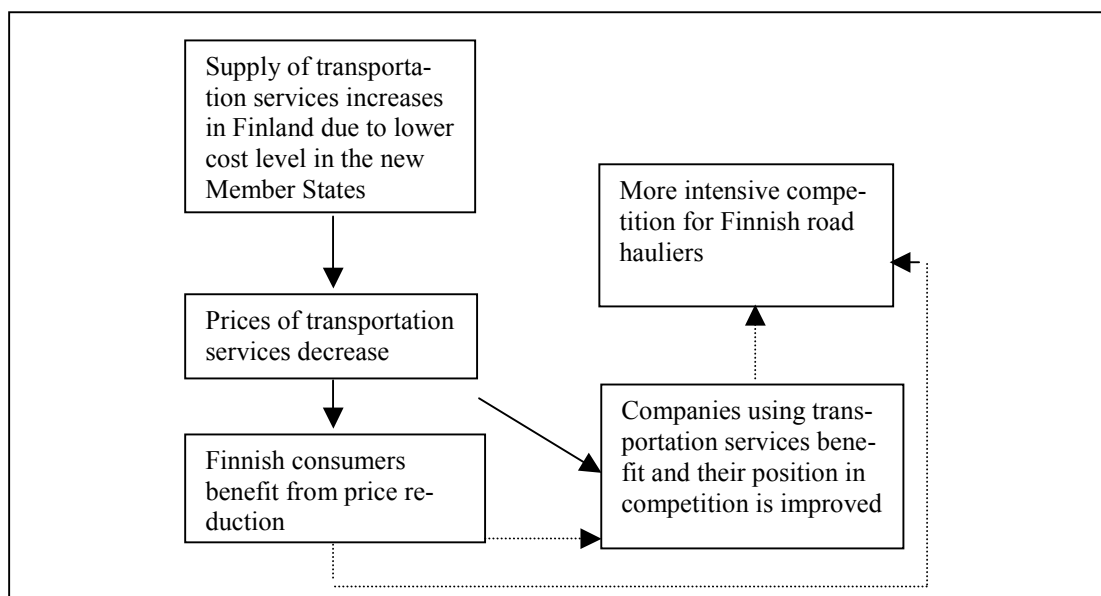 Supply of transporta-
tion services increases
in Finland due to lower
cost level in the new
Member States
More intensive compe-
tition for Finnish road
hauliers
Prices of transportation
services decrease
Companies using trans-
portation services bene-
fit and their position in
competition is improved
Finnish consumers
benefit from price re-
duction